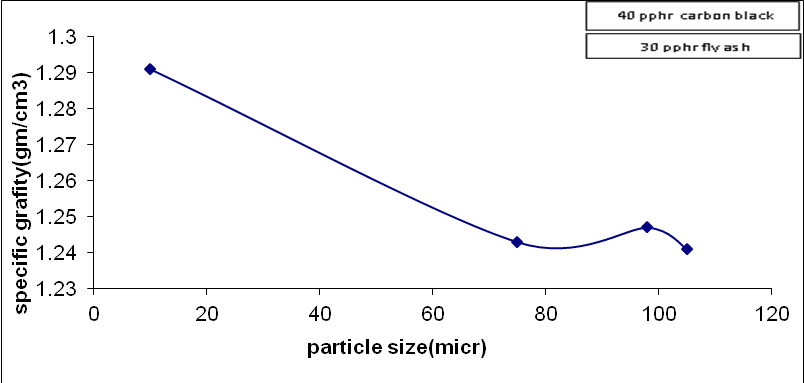 40 pphr carbon black
30 pphr fly ash
1.3
1.29
1.28
1.27
1.26
1.25
1.24
1.23
0 20 40 60 80 100 120
specific grafity(gm/cm3)
particle size(micr)